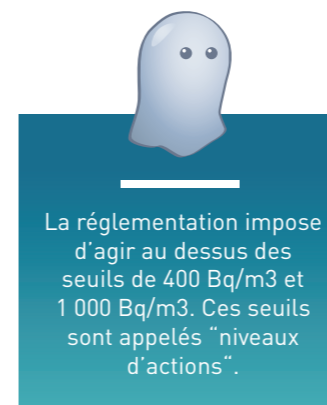 La réglementation impose
d'agir au dessus des
seuils de 400 Bq/m3 et
1 000 Bq/m3. Ces seuils
sont appelés “niveaux
d'actions“.